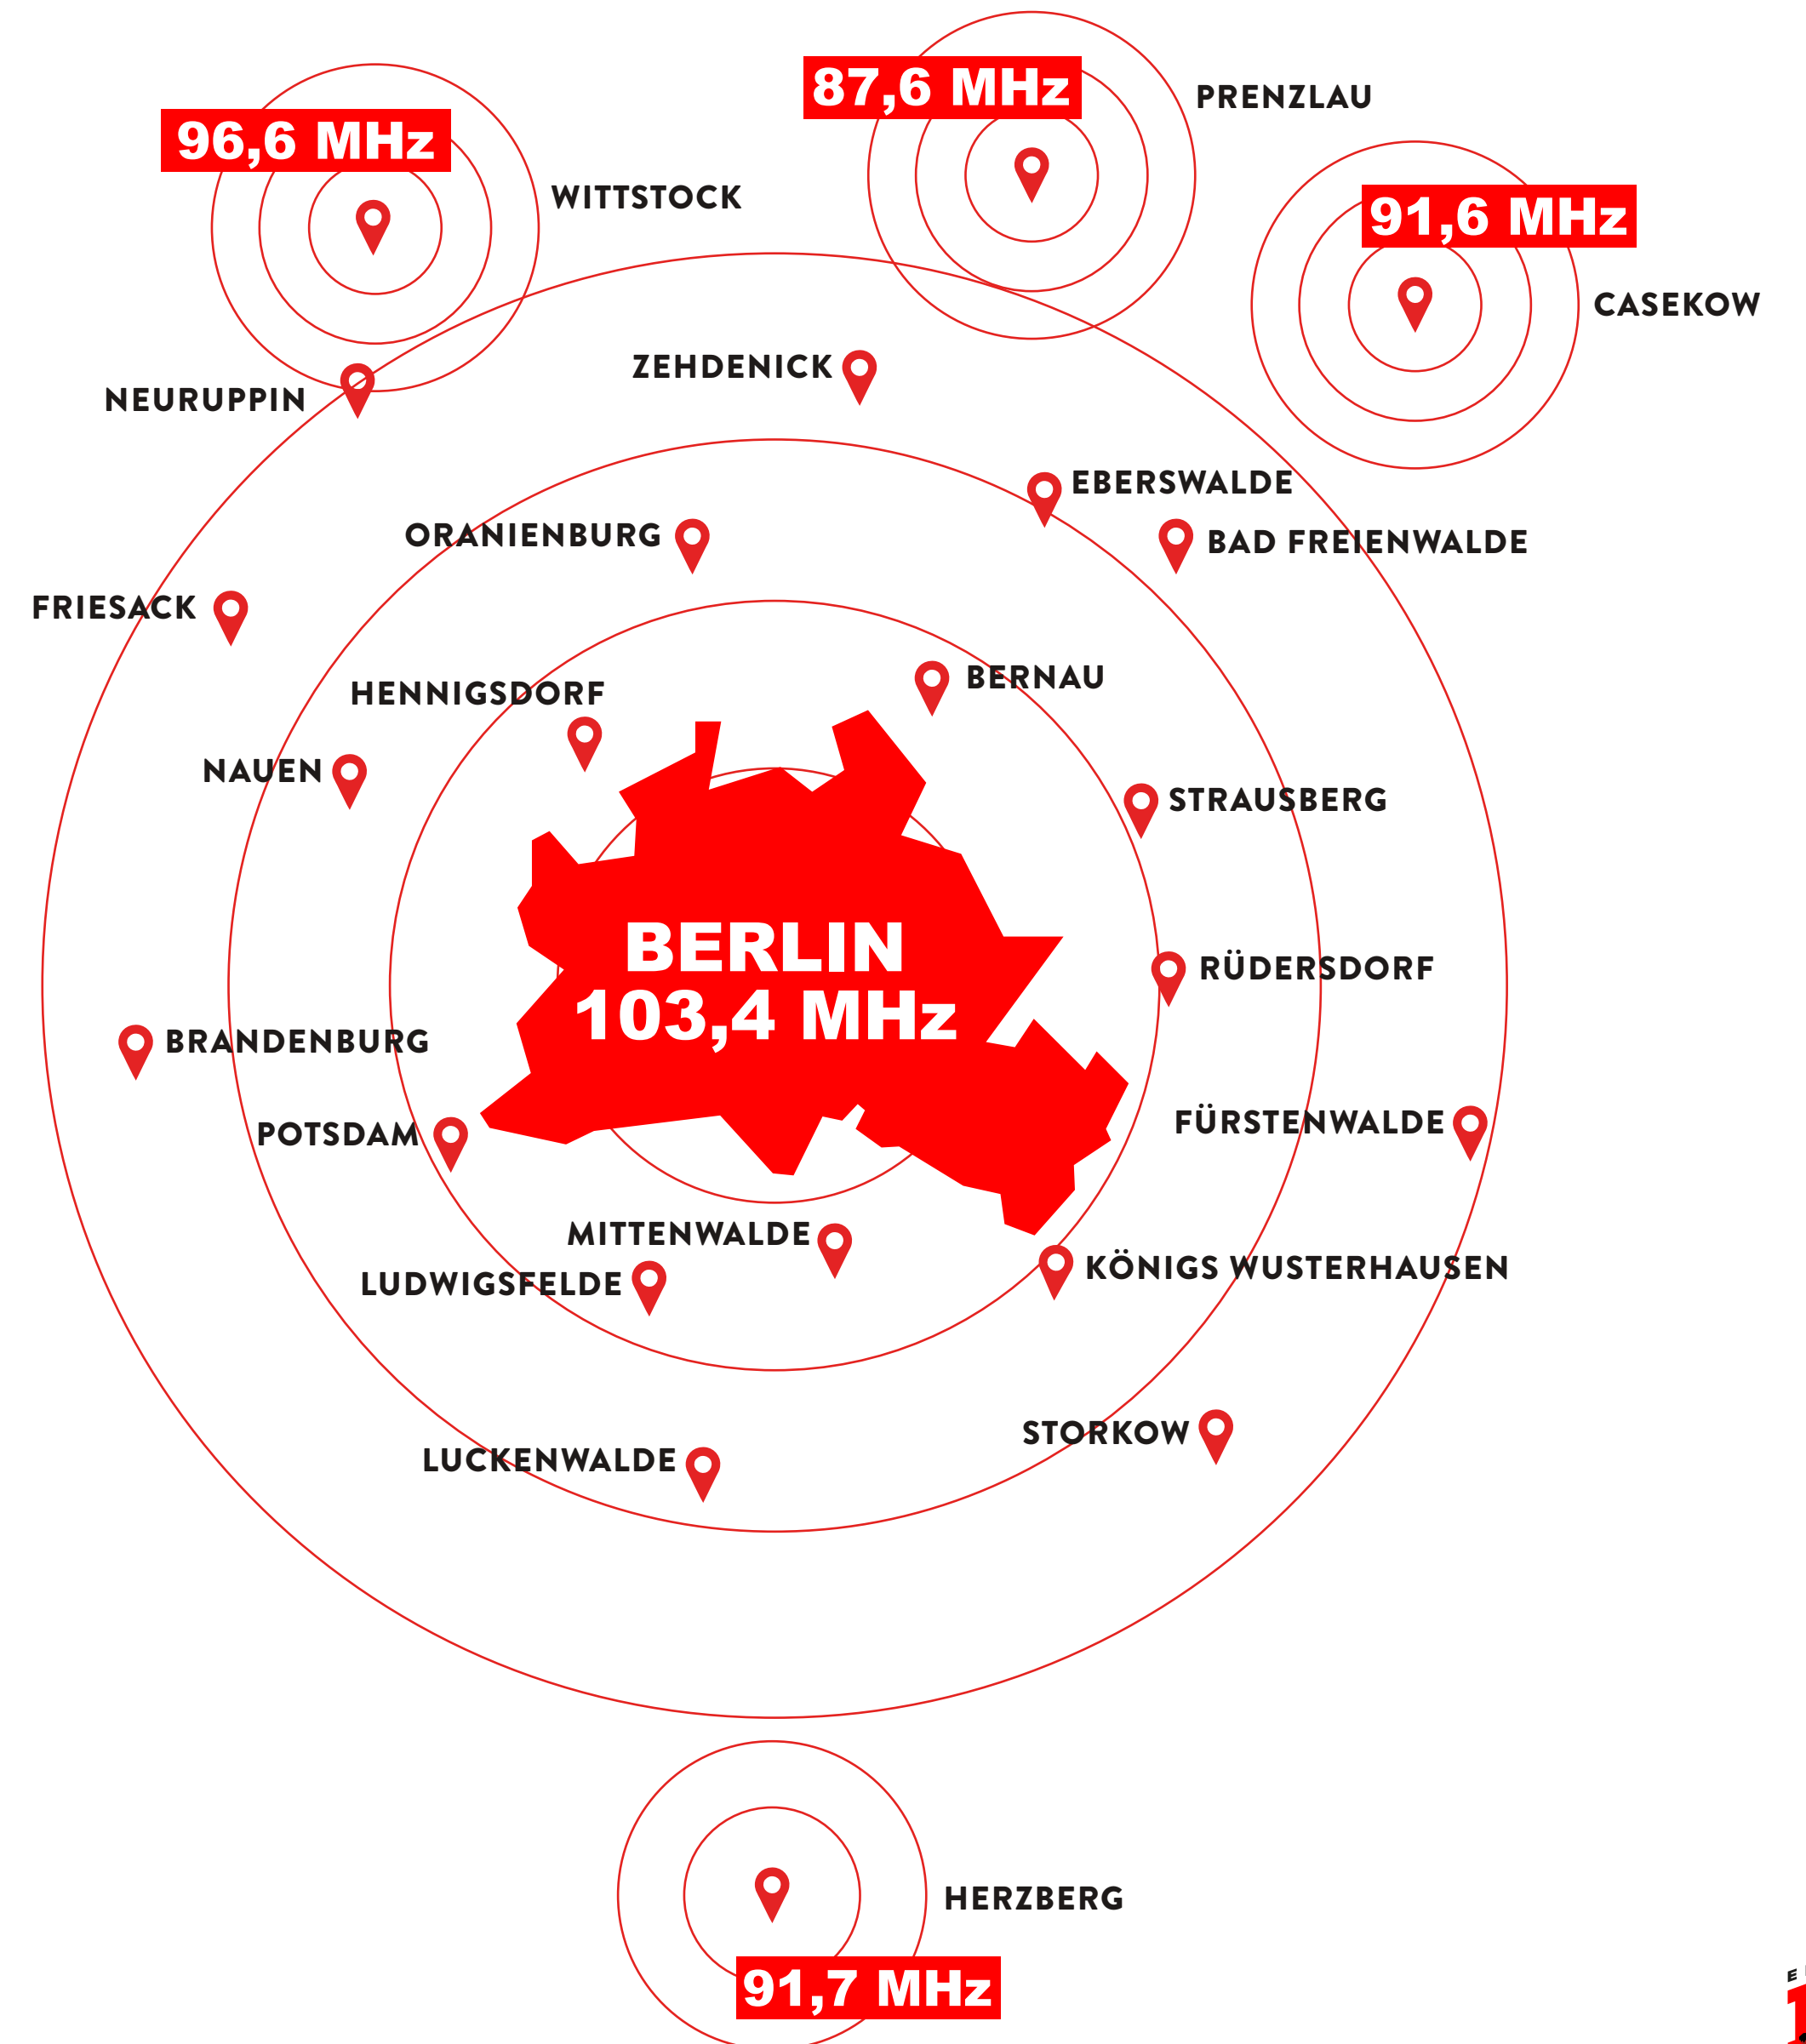 87,6 MHz
PRENZLAU
96,6 MHz
WITTSTOCK
91,6 MHz
CASEKOW
ZEHDENICK
NEURUPPIN
EBERSWALDE
ORANIENBURG
BAD FREIENWALDE
FRIESACK
BERNAU
HENNIGSDORF
NAUEN
STRAUSBERG
BERLIN
103,4 MHz
RÜDERSDORF
BRANDENBURG
FÜRSTENWALDE
POTSDAM
MITTENWALDE
KÖNIGS WUSTERHAUSEN
LUDWIGSFELDE
STORKOW
LUCKENWALDE
HERZBERG
91,7 MHz